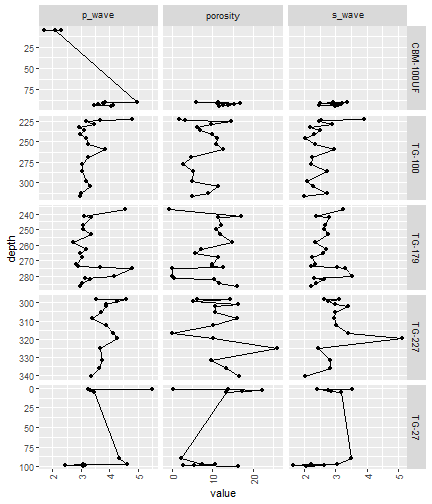 p_wave porosity s_wave
25
50
75
CBM-100UF
225
250
275
300
TG-100
240
260
280
TG-179
300
310
320
330
340
TG-227
0
25
50
75
100
TG-27
depth
2 3 4 5 0 10 20 2 3 4 5
value